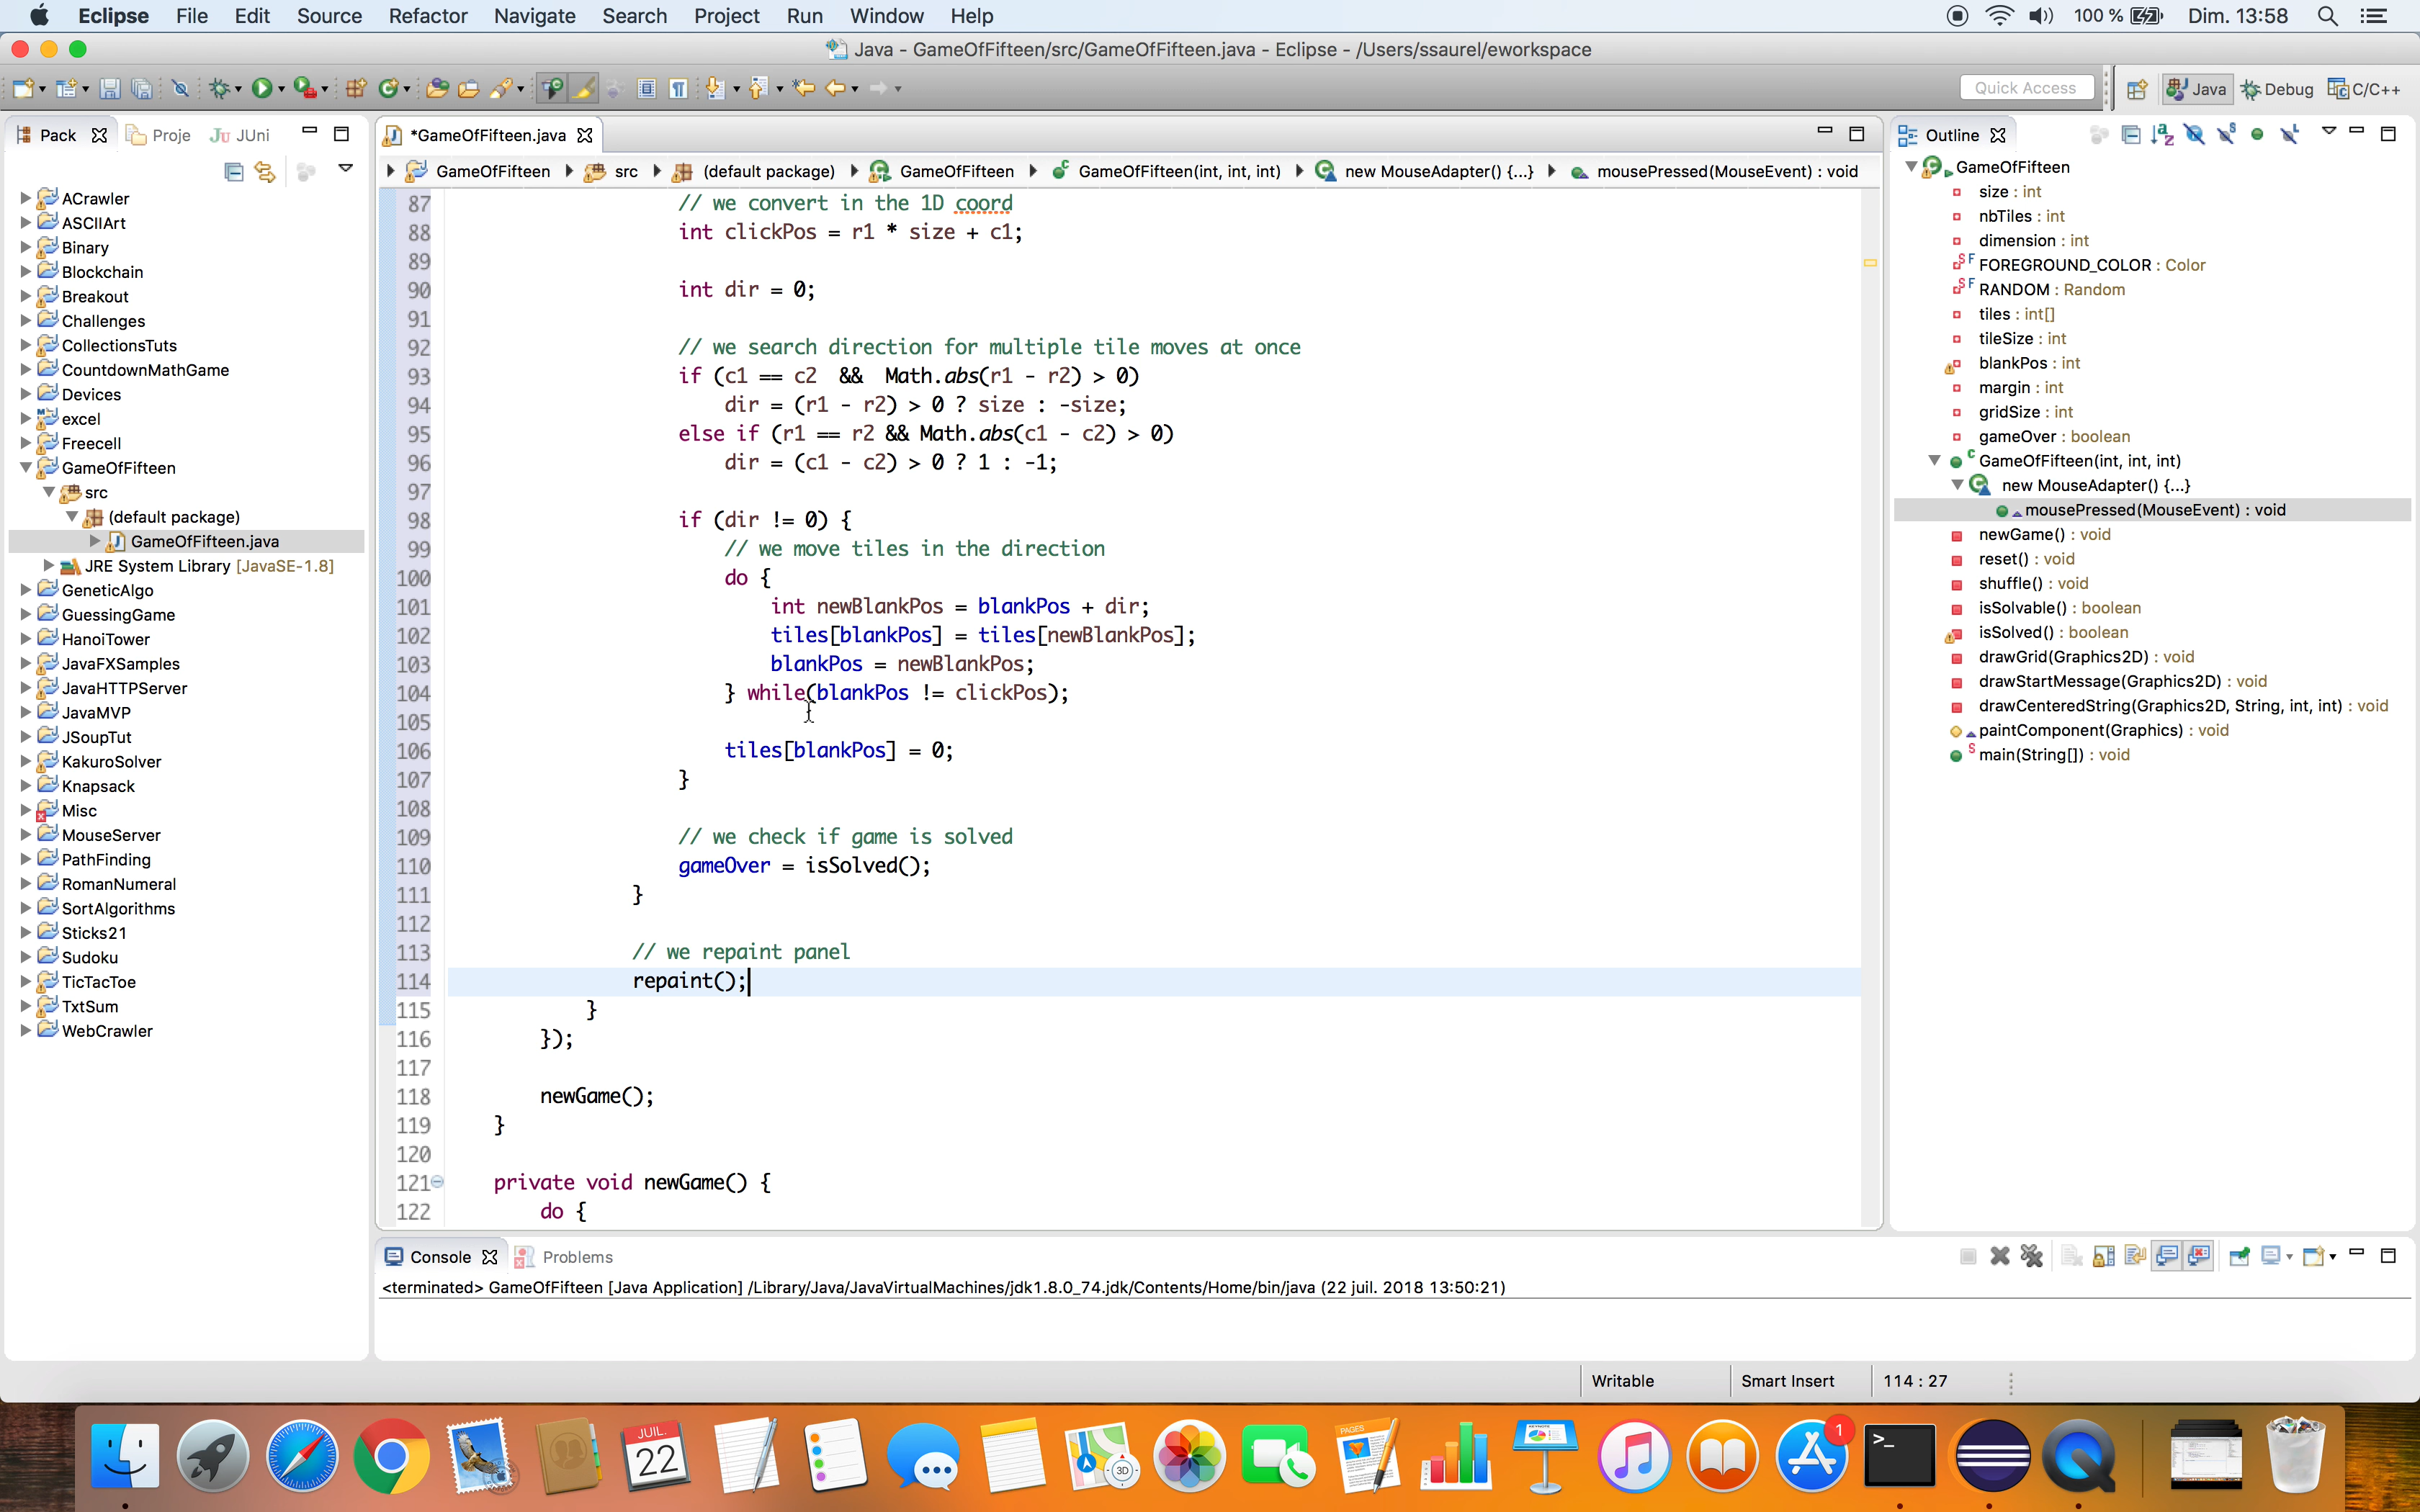 Eclipse File Edit Source Refactor Navigate Search Project Run Window Help 100 % Dim. 13:58
Java - GameOfFifteen/src/GameOfFifteen.java - Eclipse - /Users/ssaurel/eworkspace
Quick Access Java Debug C/C++
Pack Proje JUni
ACrawler
ASCIIArt
Binary
Blockchain
Breakout
Challenges
CollectionsTuts
CountdownMathGame
Devices
excel
Freecell
GameOfFifteen
src
(default package)
GameOfFifteen.java
JRE System Library [JavaSE-1.8]
GeneticAlgo
GuessingGame
HanoiTower
JavaFXSamples
JavaHTTPServer
JavaMVP
JSoupTut
KakuroSolver
Knapsack
Misc
MouseServer
PathFinding
RomanNumeral
SortAlgorithms
Sticks21
Sudoku
TicTacToe
TxtSum
WebCrawler
*GameOfFifteen.java
GameOfFifteen src (default package) GameOfFifteen GameOfFifteen(int, int, int) new MouseAdapter() {...} mousePressed(MouseEvent) : void
87 // we convert in the 1D coord
88 int clickPos = r1 * size + c1;
89
90 int dir = 0;
91
92 // we search direction for multiple tile moves at once
93 if (c1 == c2 && Math.abs(r1 - r2) > 0)
94 dir = (r1 - r2) > 0 ? size : -size;
95 else if (r1 == r2 && Math.abs(c1 - c2) > 0)
96 dir = (c1 - c2) > 0 ? 1 : -1;
97
98 if (dir != 0) {
99 // we move tiles in the direction
100 do {
101 int newBlankPos = blankPos + dir;
102 tiles[blankPos] = tiles[newBlankPos];
103 blankPos = newBlankPos;
104 } while(blankPos != clickPos);
105
106 tiles[blankPos] = 0;
107 }
108
109 // we check if game is solved
110 gameOver = isSolved();
111 }
112
113 // we repaint panel
114 repaint();
115 }
116 });
117
118 newGame();
119 }
120
121 private void newGame() {
122 do {
Outline
GameOfFifteen
size : int
nbTiles : int
dimension : int
FOREGROUND_COLOR : Color
RANDOM : Random
tiles : int[]
tileSize : int
blankPos : int
margin : int
gridSize : int
gameOver : boolean
GameOfFifteen(int, int, int)
new MouseAdapter() {...}
mousePressed(MouseEvent) : void
newGame() : void
reset() : void
shuffle() : void
isSolvable() : boolean
isSolved() : boolean
drawGrid(Graphics2D) : void
drawStartMessage(Graphics2D) : void
drawCenteredString(Graphics2D, String, int, int) : void
paintComponent(Graphics) : void
main(String[]) : void
Console Problems
<terminated> GameOfFifteen [Java Application] /Library/Java/JavaVirtualMachines/jdk1.8.0_74.jdk/Contents/Home/bin/java (22 juil. 2018 13:50:21)
Writable Smart Insert 114 : 27
JUIL.
22
3D
PAGES
KEYNOTE
1
>_